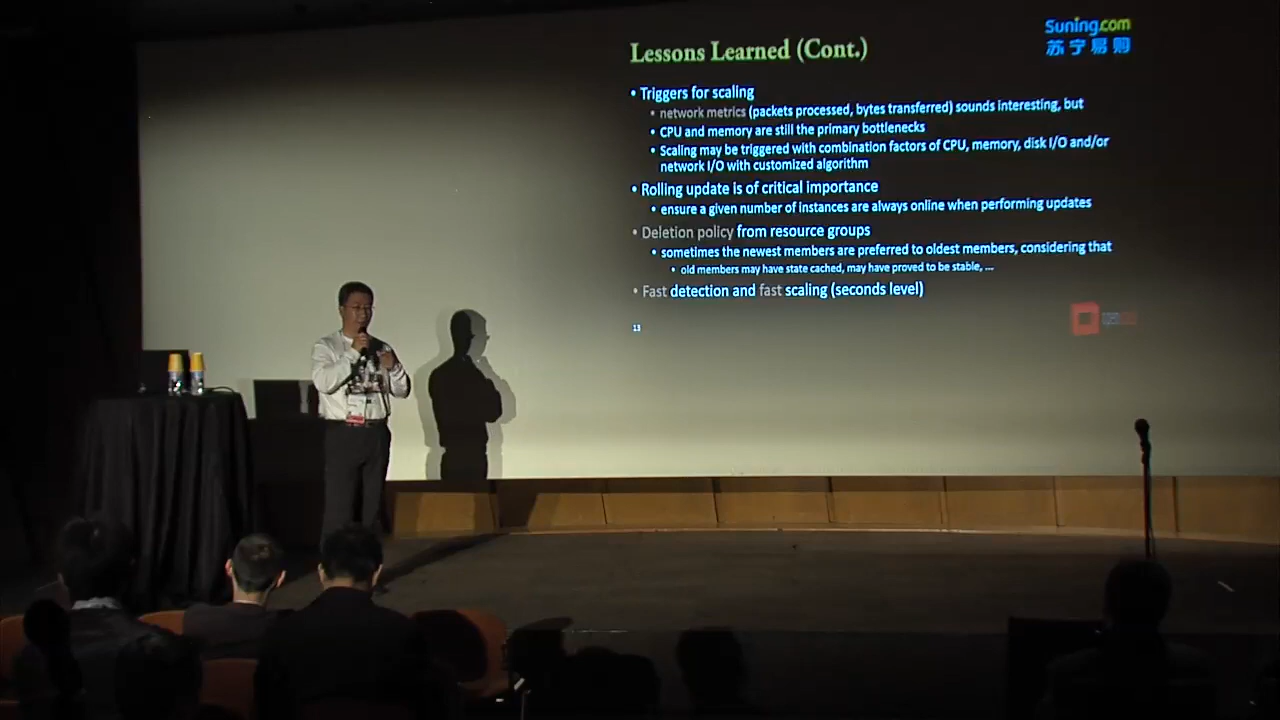 Suning.com
苏宁易购
Lessons Learned (Cont.)
• Triggers for scaling
• network metrics (packets processed, bytes transferred) sounds interesting, but
• CPU and memory are still the primary bottlenecks
• Scaling may be triggered with combination factors of CPU, memory, disk I/O and/or
network I/O with customized algorithm
• Rolling update is of critical importance
• ensure a given number of instances are always online when performing updates
• Deletion policy from resource groups
• sometimes the newest members are preferred to oldest members, considering that
• old members may have state cached, may have proved to be stable, ...
• Fast detection and fast scaling (seconds level)
13